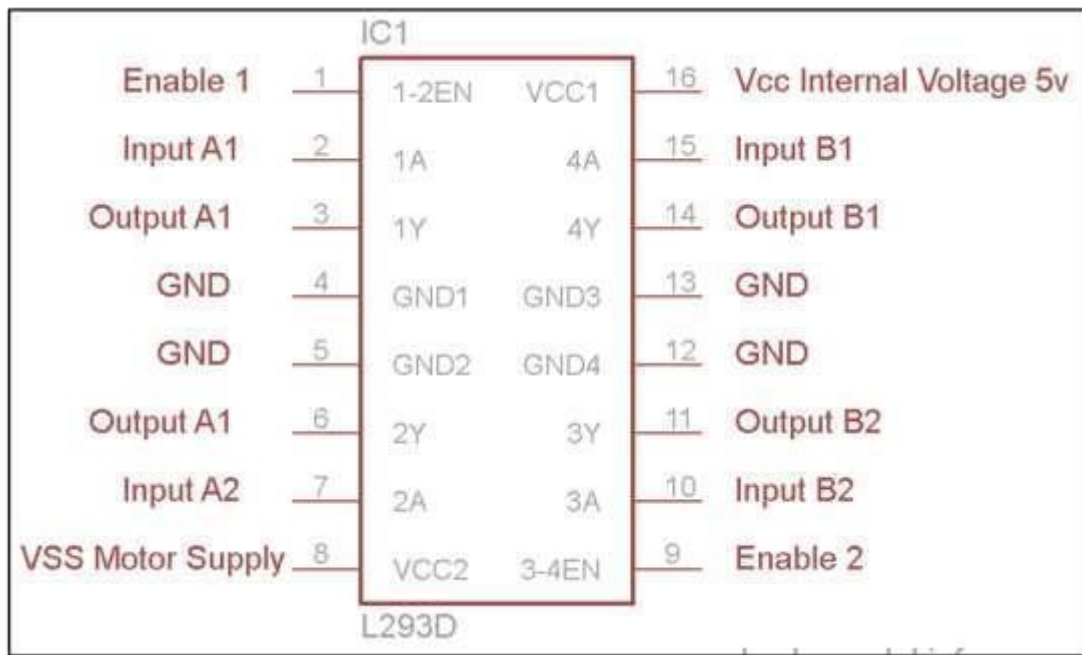 IC1
Enable 1 1 1-2EN VCC1 16 Vcc Internal Voltage 5v
Input A1 2 1A 4A 15 Input B1
Output A1 3 1Y 4Y 14 Output B1
GND 4 GND1 GND3 13 GND
GND 5 GND2 GND4 12 GND
Output A1 6 2Y 3Y 11 Output B2
Input A2 7 2A 3A 10 Input B2
VSS Motor Supply 8 VCC2 3-4EN 9 Enable 2
L293D